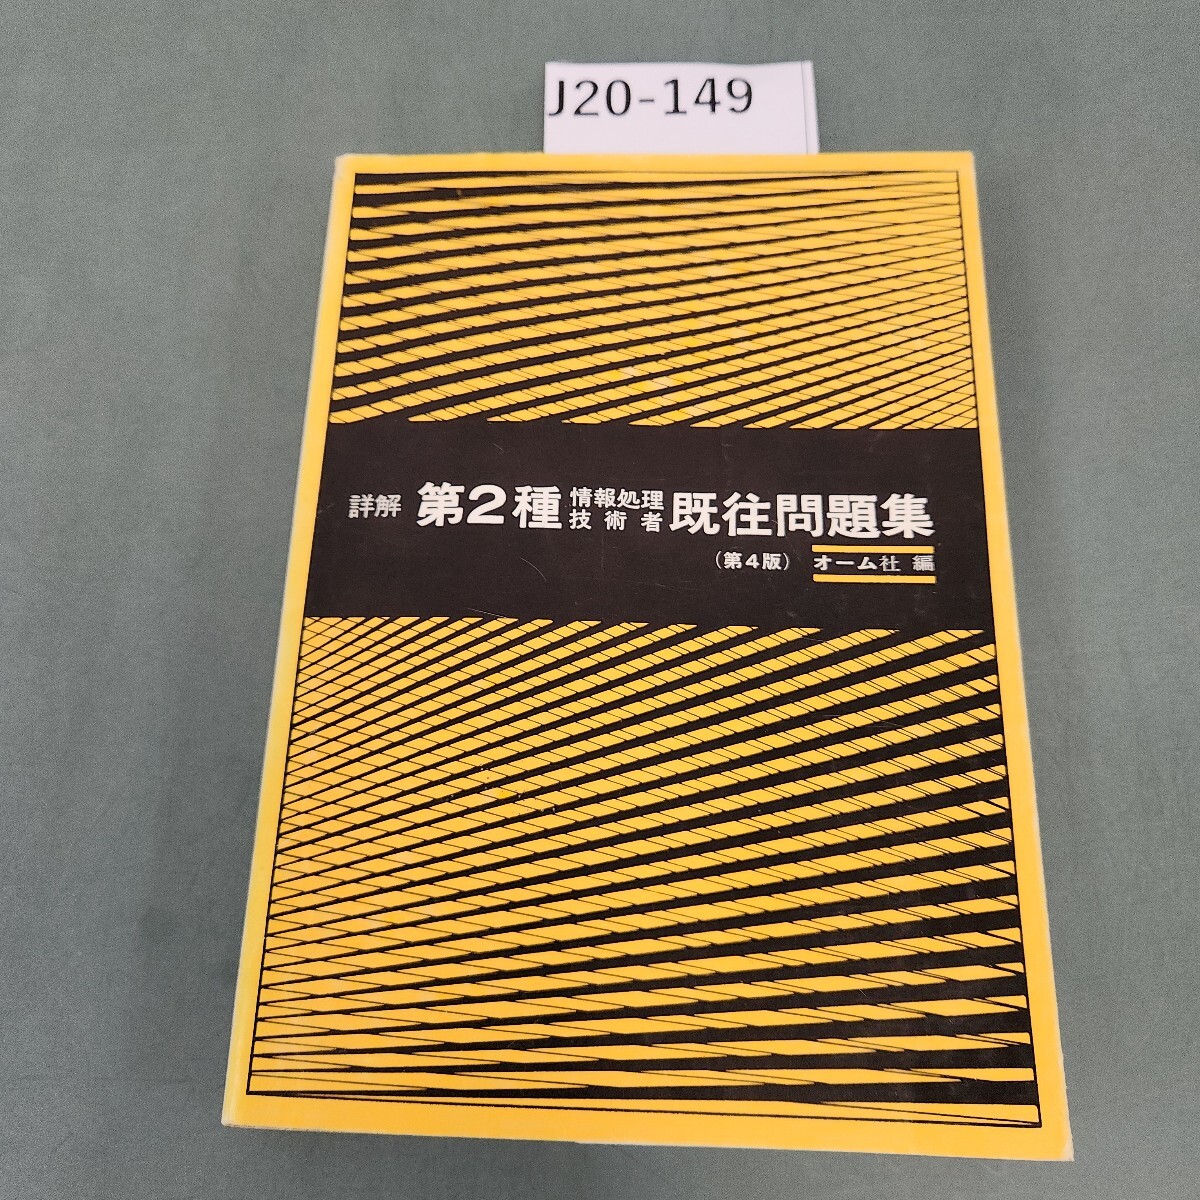 J20-149
詳解 第2種 情報処理技術者 既往問題集
(第4版) オーム社 編